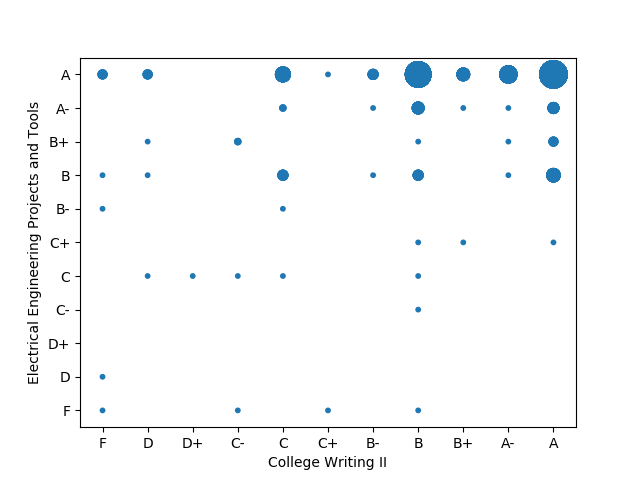 Electrical Engineering Projects and Tools
A
A-
B+
B
B-
C+
C
C-
D+
D
F
F D D+ C- C C+ B- B B+ A- A
College Writing II